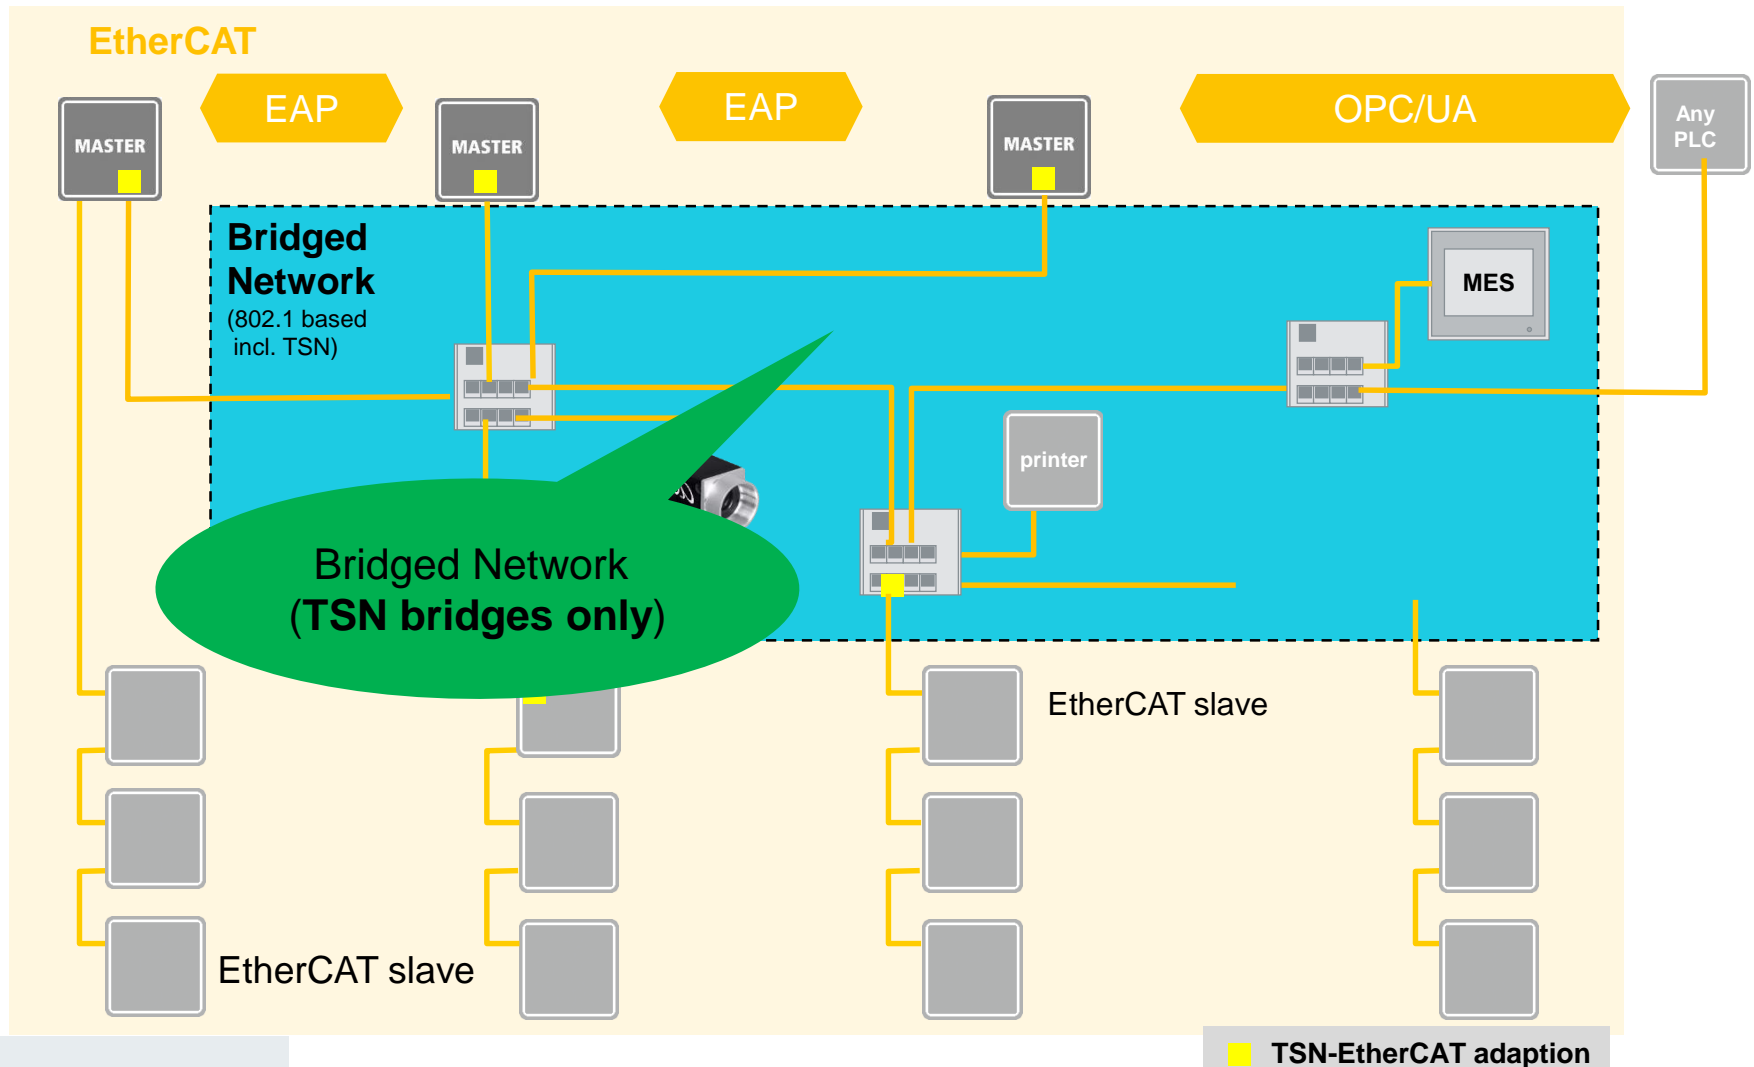 EtherCAT
EAP
EAP
OPC/UA
MASTER
MASTER
MASTER
Any
PLC
Bridged
Network
(802.1 based
incl. TSN)
MES
printer
Bridged Network
(TSN bridges only)
EtherCAT slave
EtherCAT slave
TSN-EtherCAT adaption